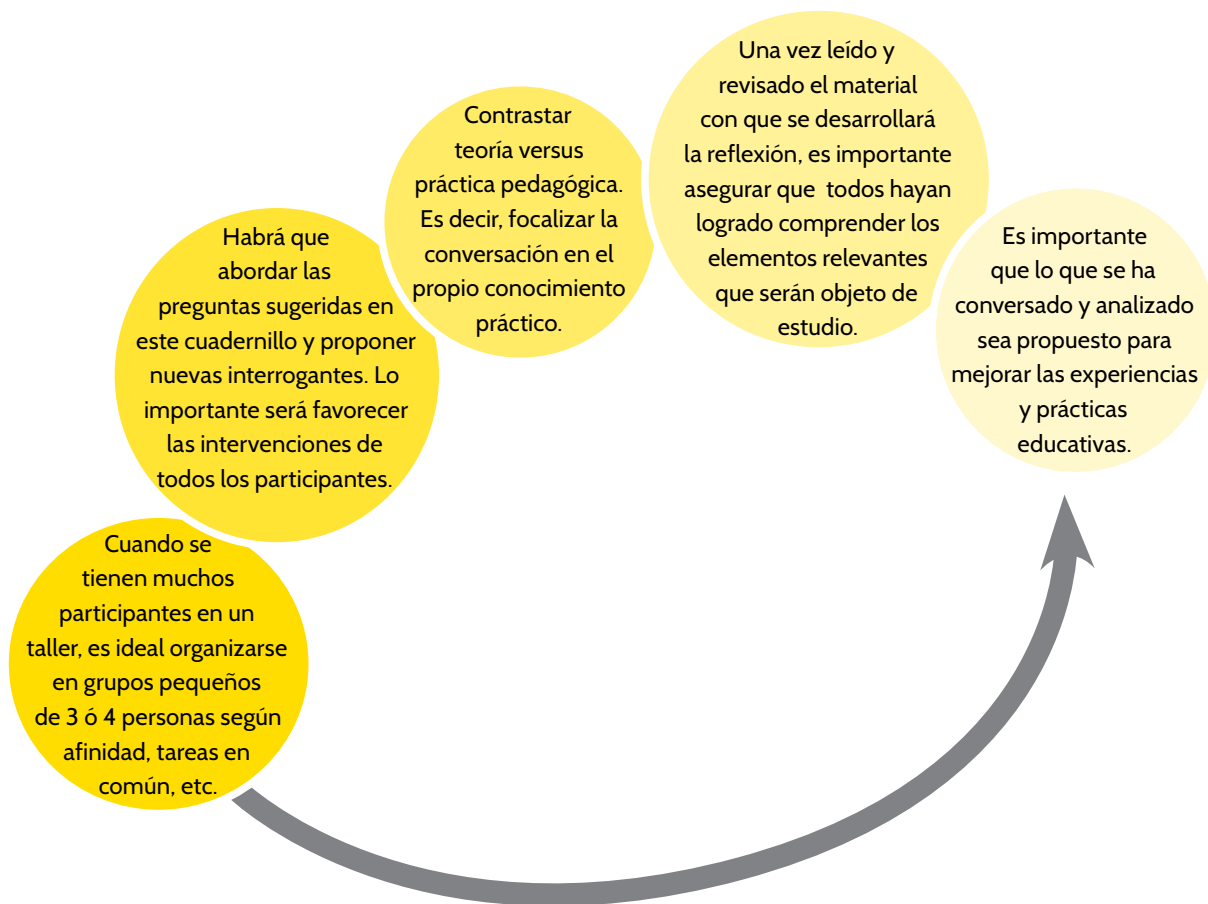 Cuando se
tienen muchos
participantes en un
taller, es ideal organizarse
en grupos pequeños
de 3 ó 4 personas según
afinidad, tareas en
común, etc.
Habrá que
abordar las
preguntas sugeridas en
este cuadernillo y proponer
nuevas interrogantes. Lo
importante será favorecer
las intervenciones de
todos los participantes.
Contrastar
teoría versus
práctica pedagógica.
Es decir, focalizar la
conversación en el
propio conocimiento
práctico.
Una vez leído y
revisado el material
con que se desarrollará
la reflexión, es importante
asegurar que todos hayan
logrado comprender los
elementos relevantes
que serán objeto de
estudio.
Es importante
que lo que se ha
conversado y analizado
sea propuesto para
mejorar las experiencias
y prácticas
educativas.